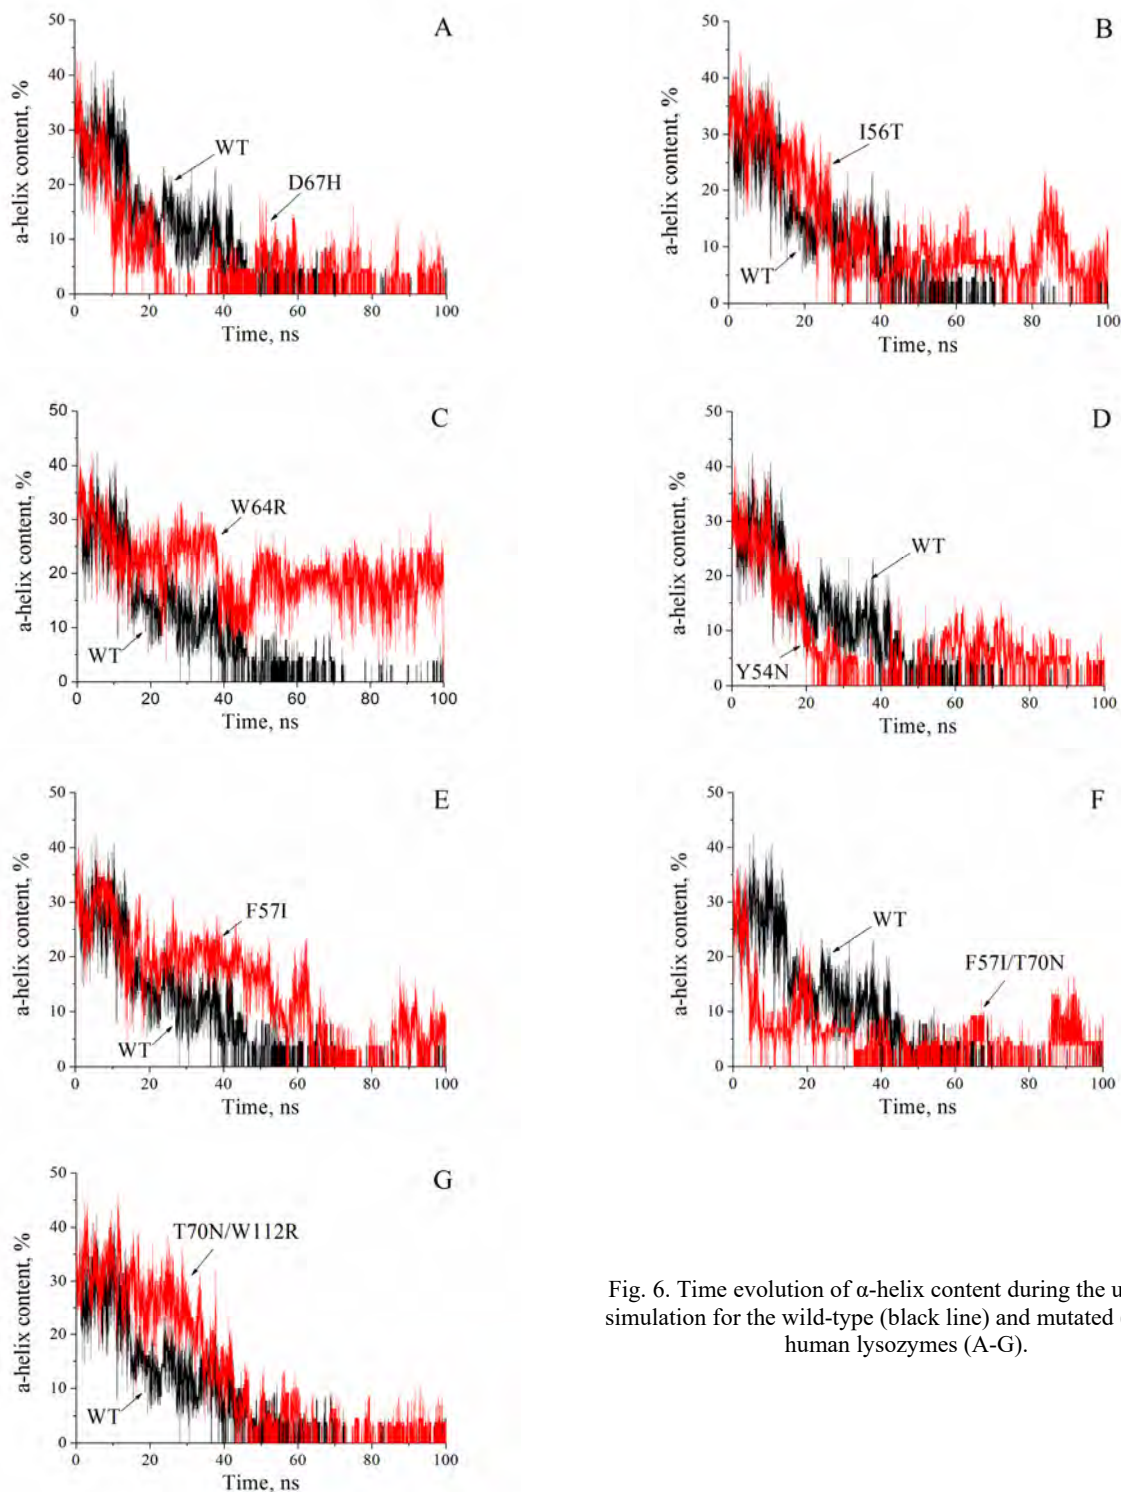 A
50
40
30
20
10
0
a-helix content, %
WT
D67H
0 20 40 60 80 100
Time, ns
B
50
40
30
20
10
0
a-helix content, %
I56T
WT
0 20 40 60 80 100
Time, ns
C
50
40
30
20
10
0
a-helix content, %
W64R
WT
0 20 40 60 80 100
Time, ns
D
50
40
30
20
10
0
a-helix content, %
WT
Y54N
0 20 40 60 80 100
Time, ns
E
50
40
30
20
10
0
a-helix content, %
F57I
WT
0 20 40 60 80 100
Time, ns
F
50
40
30
20
10
0
a-helix content, %
WT
F57I/T70N
0 20 40 60 80 100
Time, ns
G
50
40
30
20
10
0
a-helix content, %
T70N/W112R
WT
0 20 40 60 80 100
Time, ns
Fig. 6. Time evolution of α-helix content during the
simulation for the wild-type (black line) and mutated
human lysozymes (A-G).